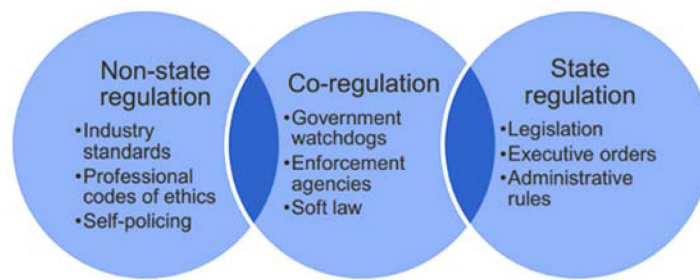 Non-state
regulation
•Industry
standards
•Professional
codes of ethics
•Self-policing
Co-regulation
•Government
watchdogs
•Enforcement
agencies
•Soft law
State
regulation
•Legislation
•Executive orders
•Administrative
rules